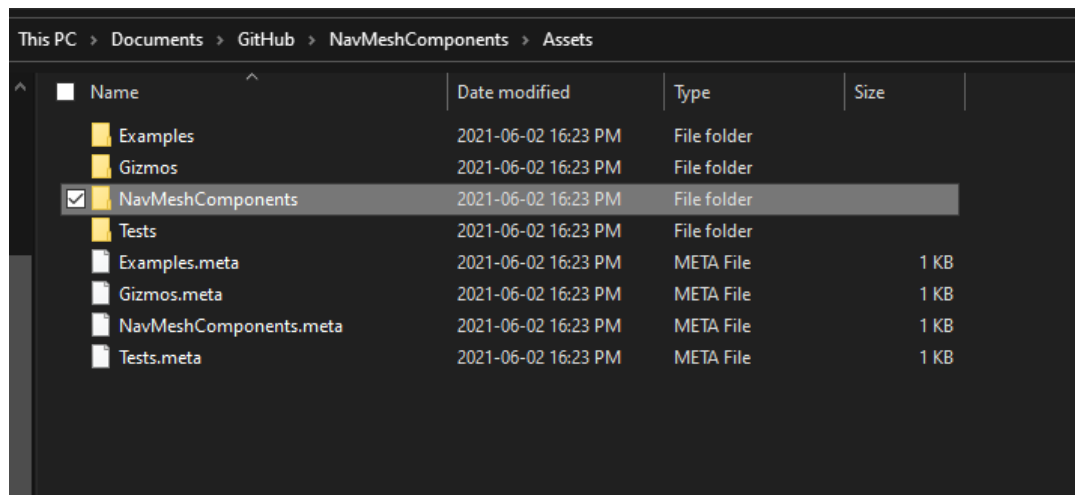 This PC > Documents > GitHub > NavMeshComponents > Assets
Name Date modified Type Size
Examples 2021-06-02 16:23 PM File folder
Gizmos 2021-06-02 16:23 PM File folder
NavMeshComponents 2021-06-02 16:23 PM File folder
Tests 2021-06-02 16:23 PM File folder
Examples.meta 2021-06-02 16:23 PM META File 1 KB
Gizmos.meta 2021-06-02 16:23 PM META File 1 KB
NavMeshComponents.meta 2021-06-02 16:23 PM META File 1 KB
Tests.meta 2021-06-02 16:23 PM META File 1 KB